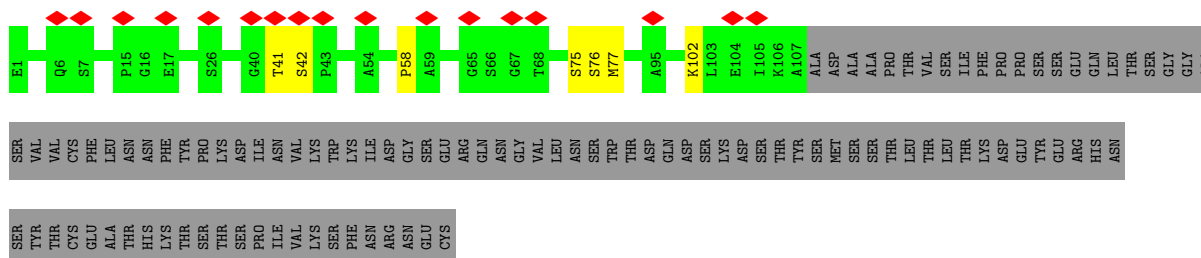 E1 Q6 S7 P15 G16 E17 S26 G40 T41 S42 P43 A54 P58 A59 G65 S66 G67 T68 S75 S76 M77 A95 K102 L103 E104 I105 K106 A107 ALA ASP ALA ALA PRO THR VAL SER ILE PHE PRO PRO SER SER GLU GLN LEU THR SER GLY GLY
SER VAL VAL CYS PHE LEU ASN ASN PHE TYR PRO LYS ASP ILE ASN VAL LYS TRP LYS ILE ASP GLY SER GLU ARG GLN ASN GLY VAL LEU ASN SER TRP THR ASP GLN ASP SER LYS ASP SER THR TYR SER MET SER SER THR LEU THR LEU THR LYS ASP GLU TYR GLU ARG HIS ASN
SER TYR THR CYS GLU ALA THR HIS LYS THR SER THR SER PRO ILE VAL LYS SER PHE ASN ARG ASN GLU CYS